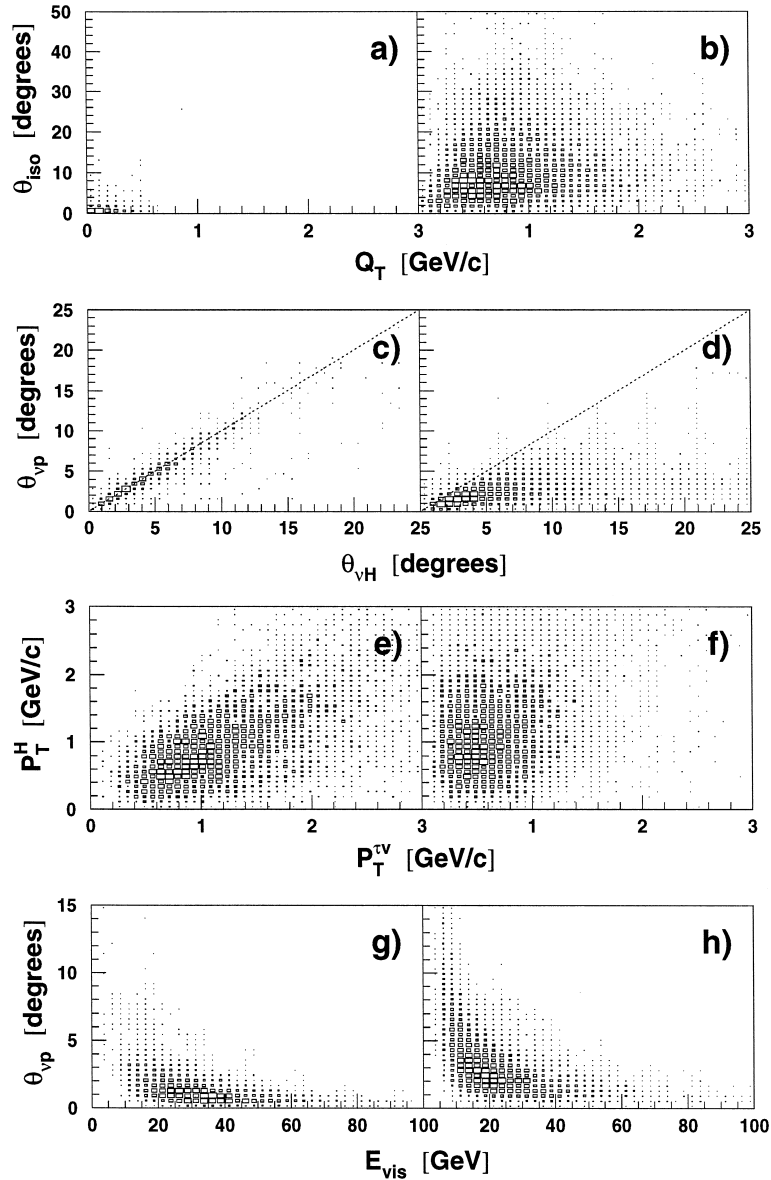 50
40
30
20
10
0
θiso [degrees]
a) b)
0 1 2 3 1 2 3
QT [GeV/c]
25
20
15
10
5
0
θνp [degrees]
c) d)
0 5 10 15 20 25 5 10 15 20 25
θνH [degrees]
3
2
1
0
PTH [GeV/c]
e) f)
0 1 2 3 1 2 3
PTτν [GeV/c]
15
10
5
0
θνp [degrees]
g) h)
0 20 40 60 80 100 20 40 60 80 100
Evis [GeV]